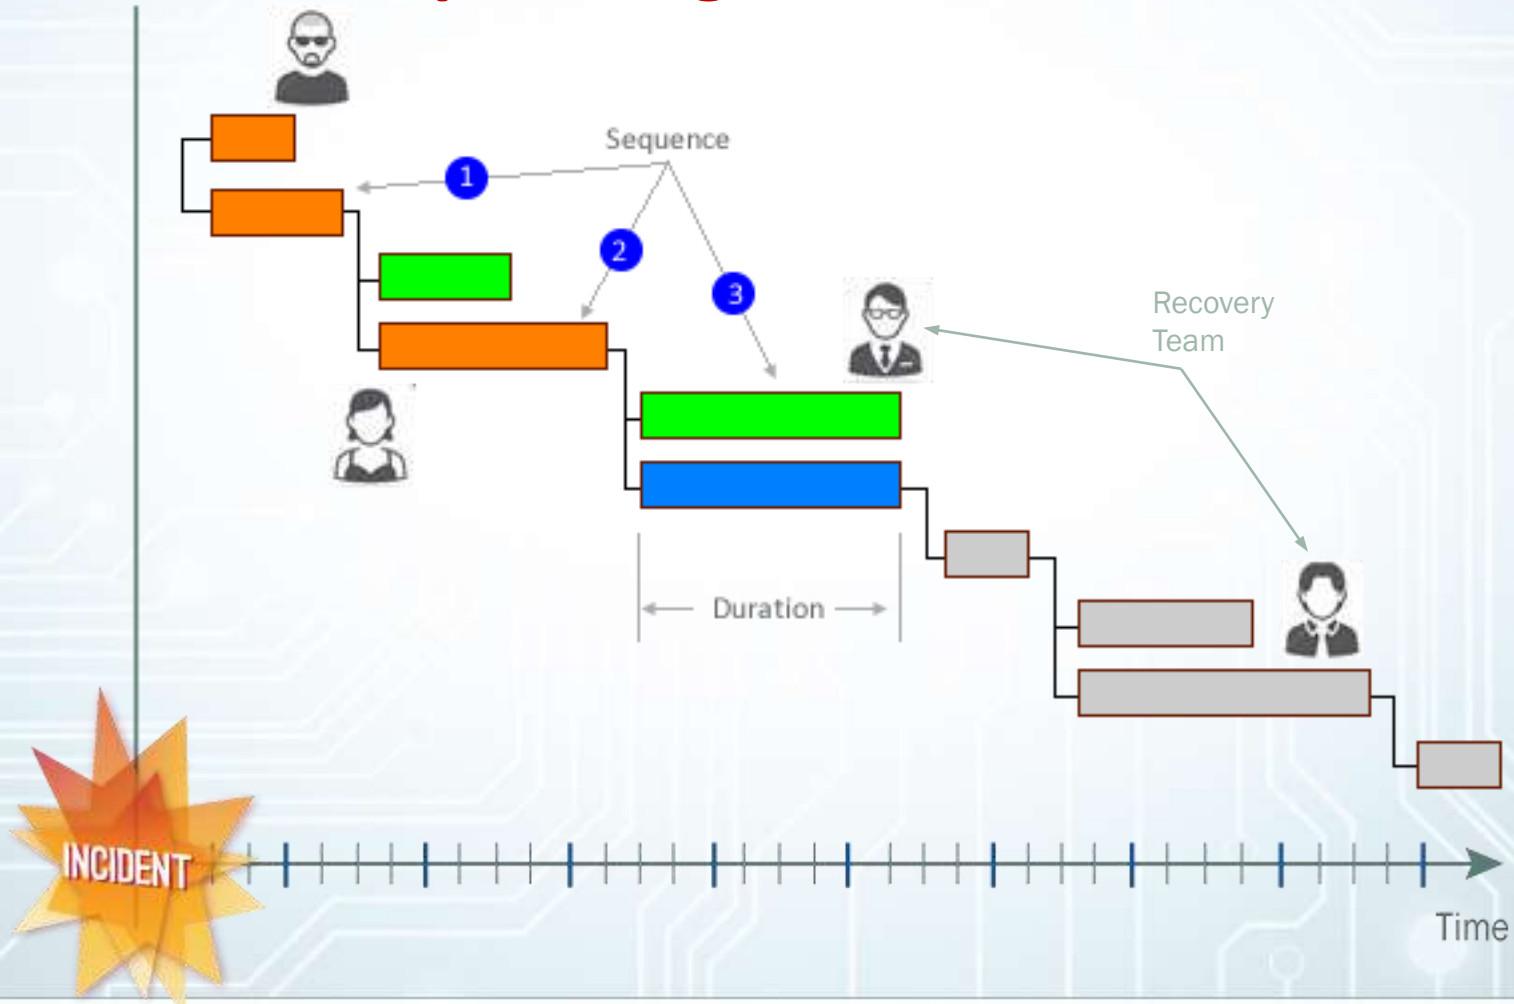 Sequence
1
2
3
Recovery
Team
Duration
INCIDENT
Time